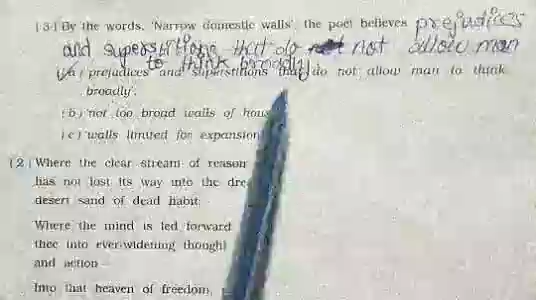 (3) By the words, 'Narrow domestic walls', the poet believes prejudices
and superstitions that do not not allow man
to think broadly
(a) prejudices and superstitions that do not allow man to think
broadly.
(b) not too broad walls of
(c) walls limited for expansion
(2) Where the clear stream of reason
has not lost its way into the
desert sand of dead habit
Where the mind is led forward
thee into ever-widening thought
and action –
Into that heaven of freedom,